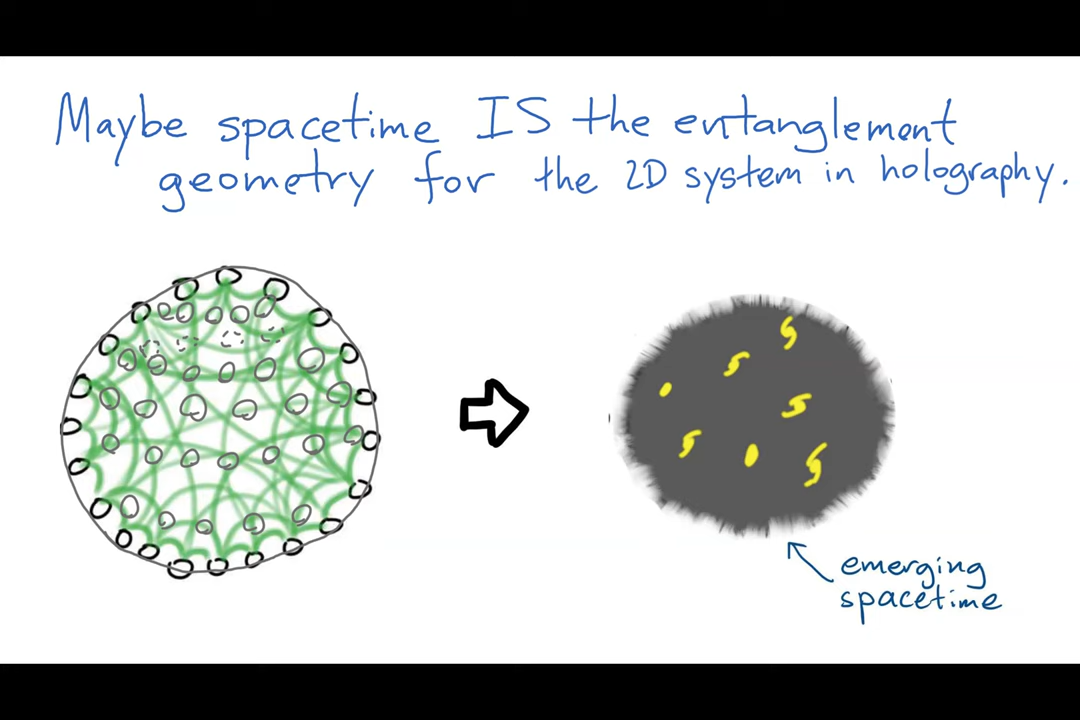 Maybe spacetime IS the entanglement
geometry for the 2D system in holography.
emerging
spacetime